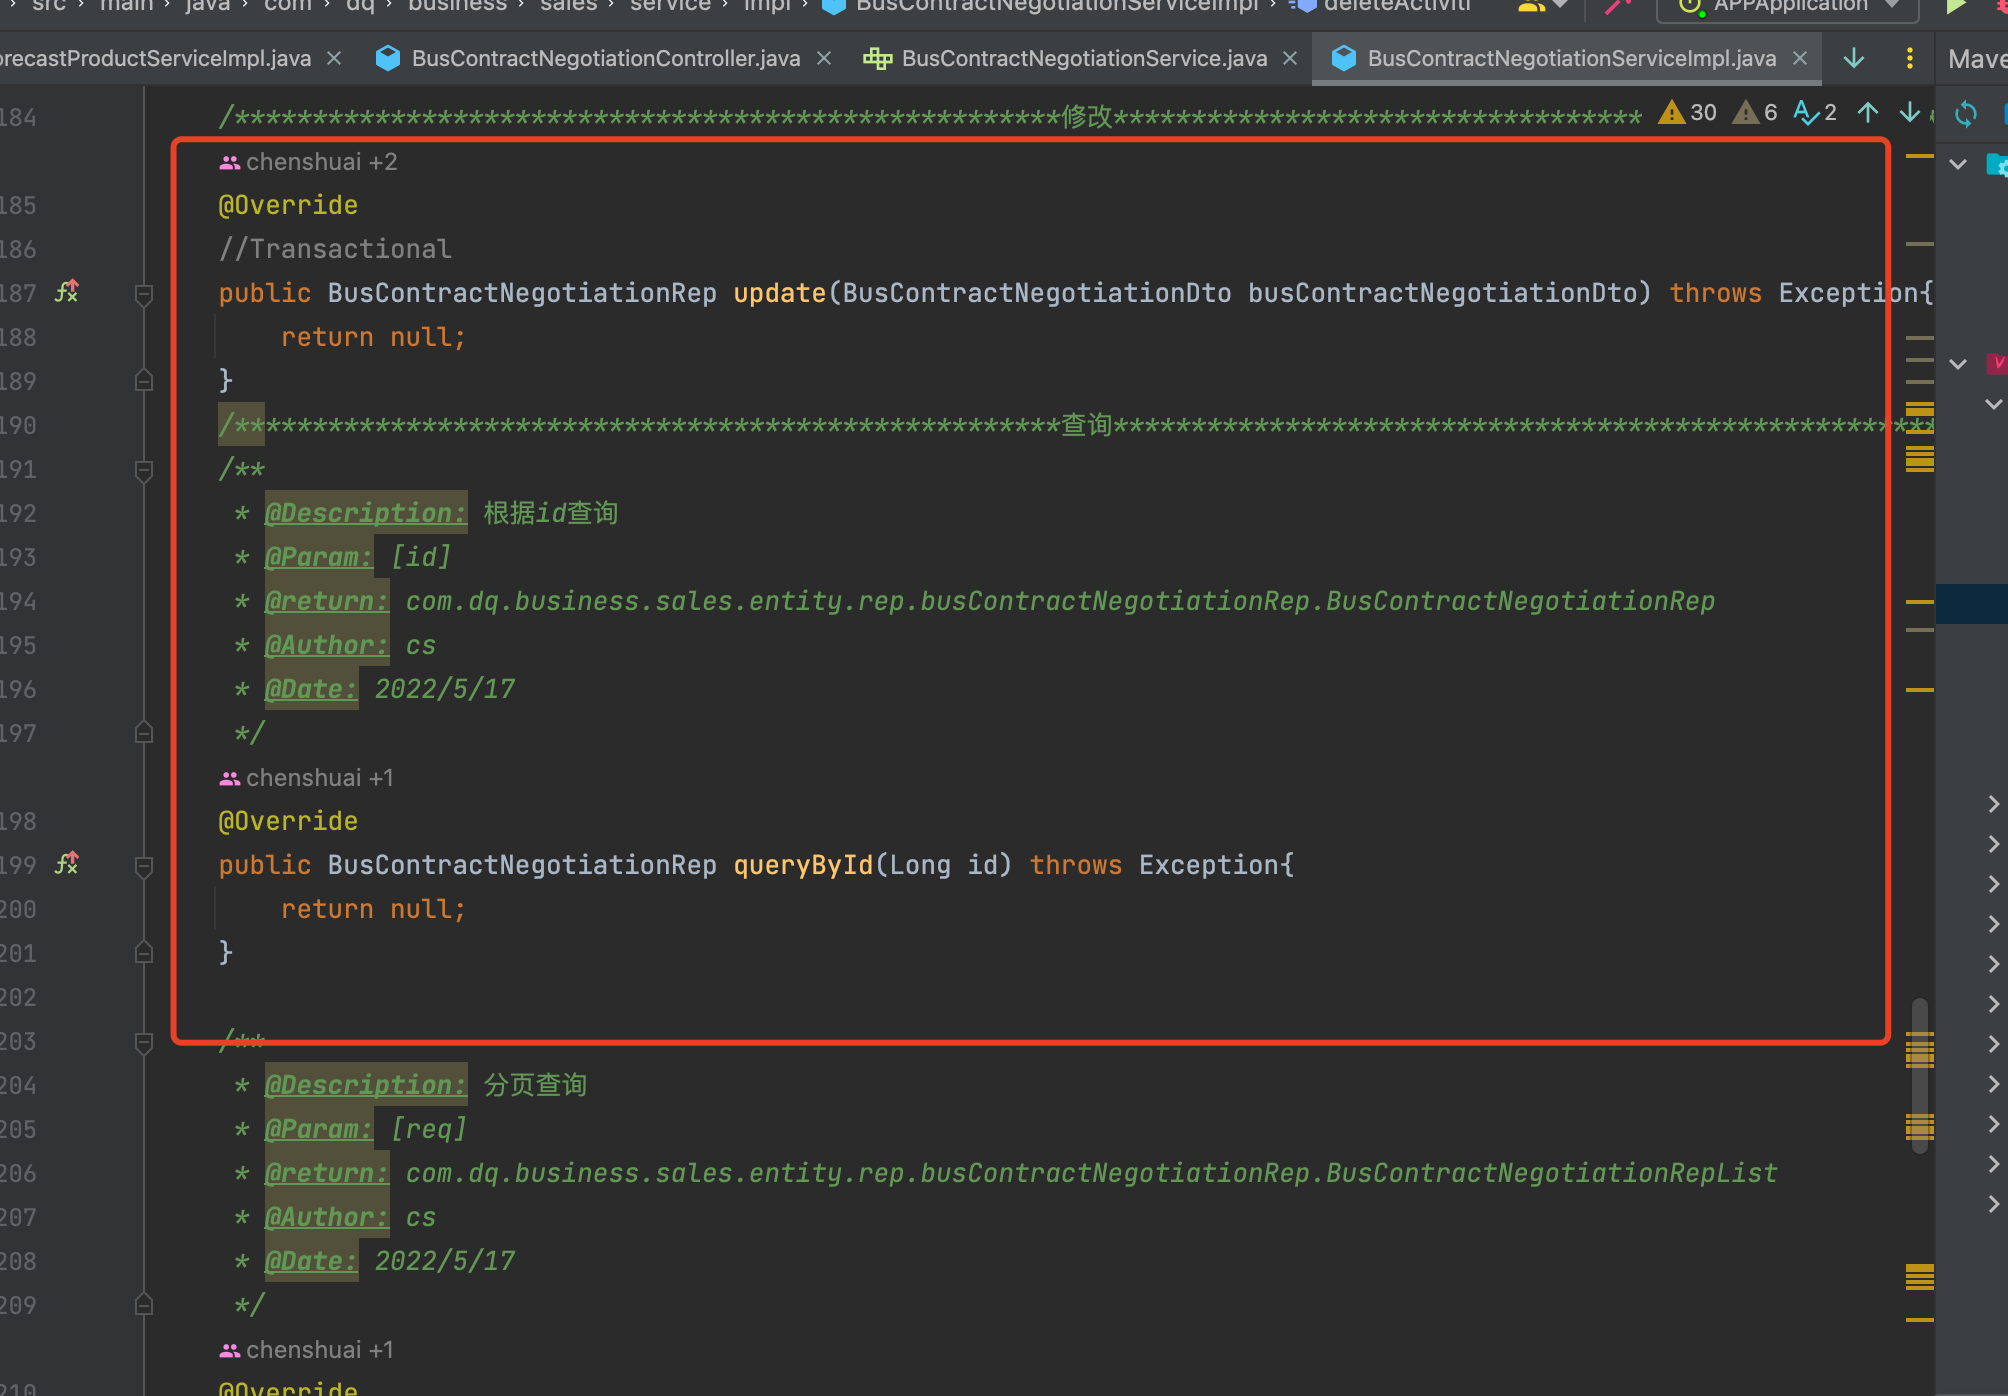 src › main › java › com › dq › business › sales › service › impl › BusContractNegotiationServiceImpl › deleteActiviti APPApplication
orecastProductServiceImpl.java BusContractNegotiationController.java BusContractNegotiationService.java BusContractNegotiationServiceImpl.java Mave
184 /*****************************************************修改********************************** 30 6 2
chenshuai +2
185 @Override
186 //Transactional
187 public BusContractNegotiationRep update(BusContractNegotiationDto busContractNegotiationDto) throws Exception{
188 return null;
189 }
190 /*****************************************************查询*****************************************************
191 /**
192 * @Description: 根据id查询
193 * @Param: [id]
194 * @return: com.dq.business.sales.entity.rep.busContractNegotiationRep.BusContractNegotiationRep
195 * @Author: cs
196 * @Date: 2022/5/17
197 */
chenshuai +1
198 @Override
199 public BusContractNegotiationRep queryById(Long id) throws Exception{
200 return null;
201 }
202
203 /**
204 * @Description: 分页查询
205 * @Param: [req]
206 * @return: com.dq.business.sales.entity.rep.busContractNegotiationRep.BusContractNegotiationRepList
207 * @Author: cs
208 * @Date: 2022/5/17
209 */
chenshuai +1
210 @Override